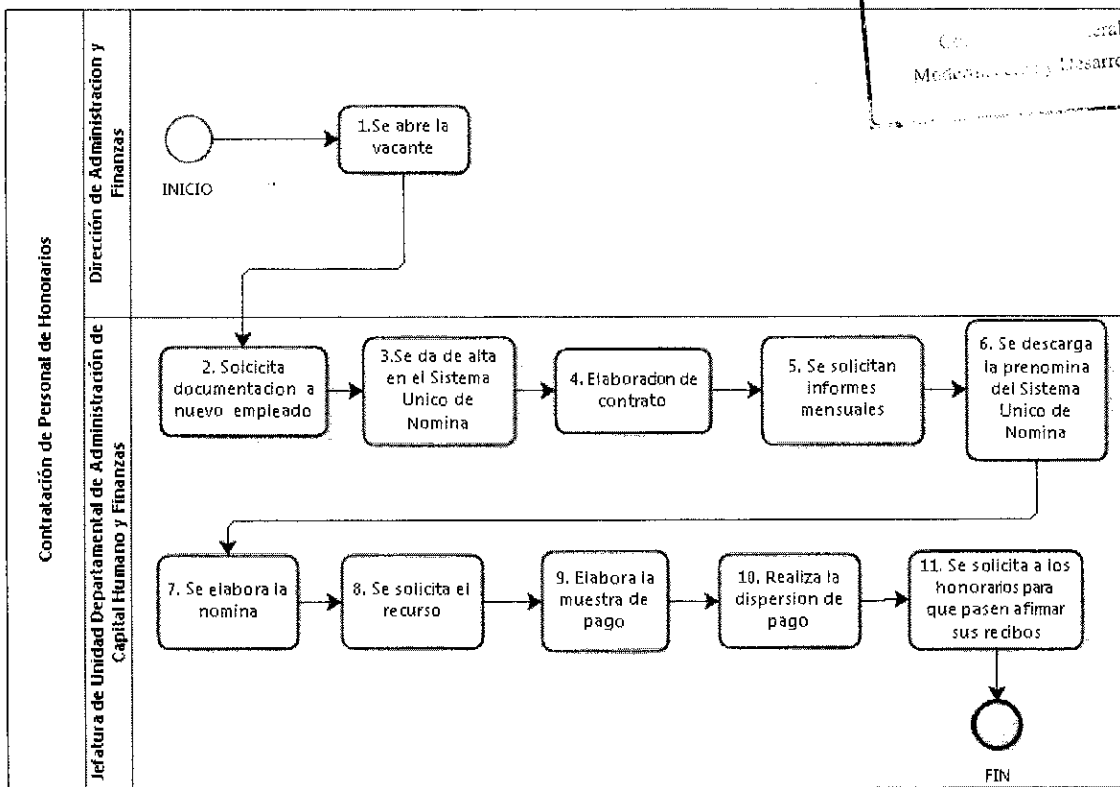 Contratación de Personal de Honorarios
Dirección de Administracion y
Finanzas
INICIO
1.Se abre la
vacante
Jefatura de Unidad Departamental de Administración de
Capital Humano y Finanzas
2. Solcicita
documentacion a
nuevo empleado
3.Se da de alta
en el Sistema
Unico de
Nomina
4. Elaboracion de
contrato
5. Se solicitan
informes
mensuales
6. Se descarga
la prenomina
del Sistema
Unico de
Nomina
7. Se elabora la
nomina
8. Se solicita el
recurso
9. Elabora la
muestra de
pago
10. Realiza la
dispersion de
pago
11. Se solicita a los
honorarios para
que pasen afirmar
sus recibos
FIN